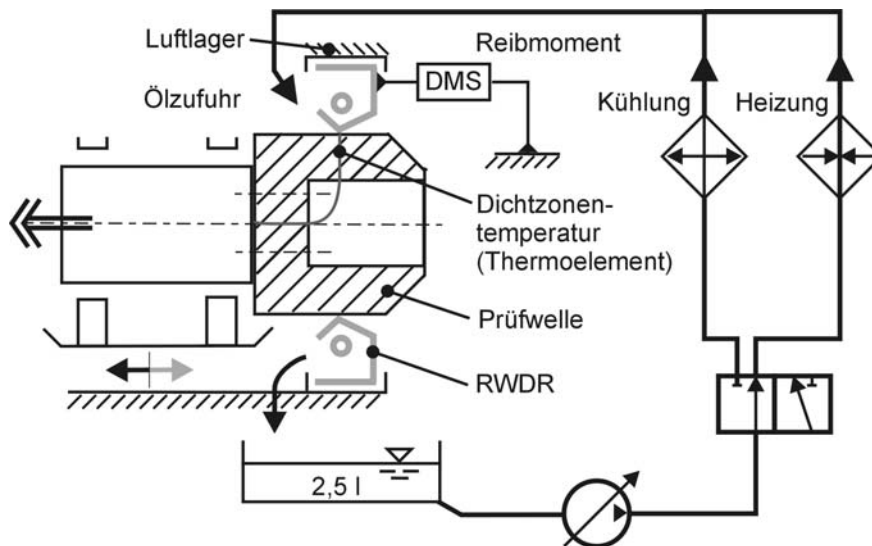 Luftlager
Reibmoment
Ölzufuhr
DMS
Kühlung
Heizung
Dichtzonen-
temperatur
(Thermoelement)
Prüfwelle
RWDR
2,5 l